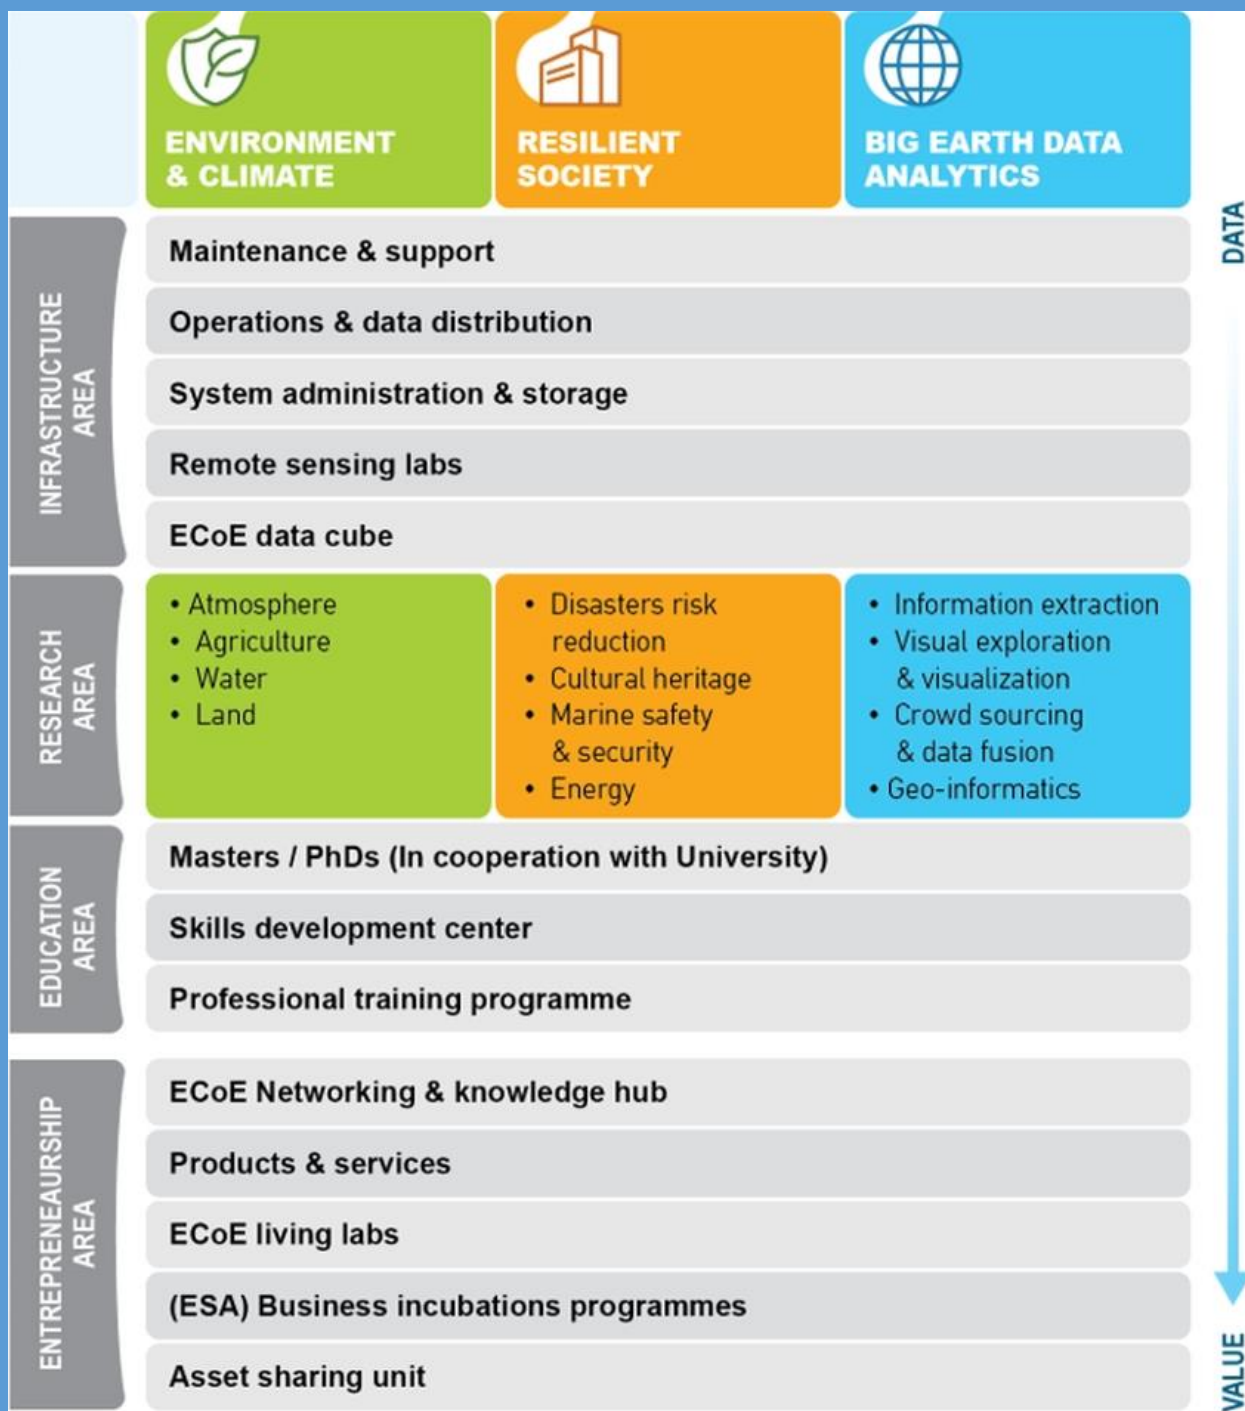 ENVIRONMENT
& CLIMATE
RESILIENT
SOCIETY
BIG EARTH DATA
ANALYTICS
DATA
INFRASTRUCTURE
AREA
Maintenance & support
Operations & data distribution
System administration & storage
Remote sensing labs
ECoE data cube
RESEARCH
AREA
• Atmosphere
• Agriculture
• Water
• Land
• Disasters risk
reduction
• Cultural heritage
• Marine safety
& security
• Energy
• Information extraction
• Visual exploration
& visualization
• Crowd sourcing
& data fusion
• Geo-informatics
EDUCATION
AREA
Masters / PhDs (In cooperation with University)
Skills development center
Professional training programme
ENTREPRENEAURSHIP
AREA
ECoE Networking & knowledge hub
Products & services
ECoE living labs
(ESA) Business incubations programmes
Asset sharing unit
VALUE